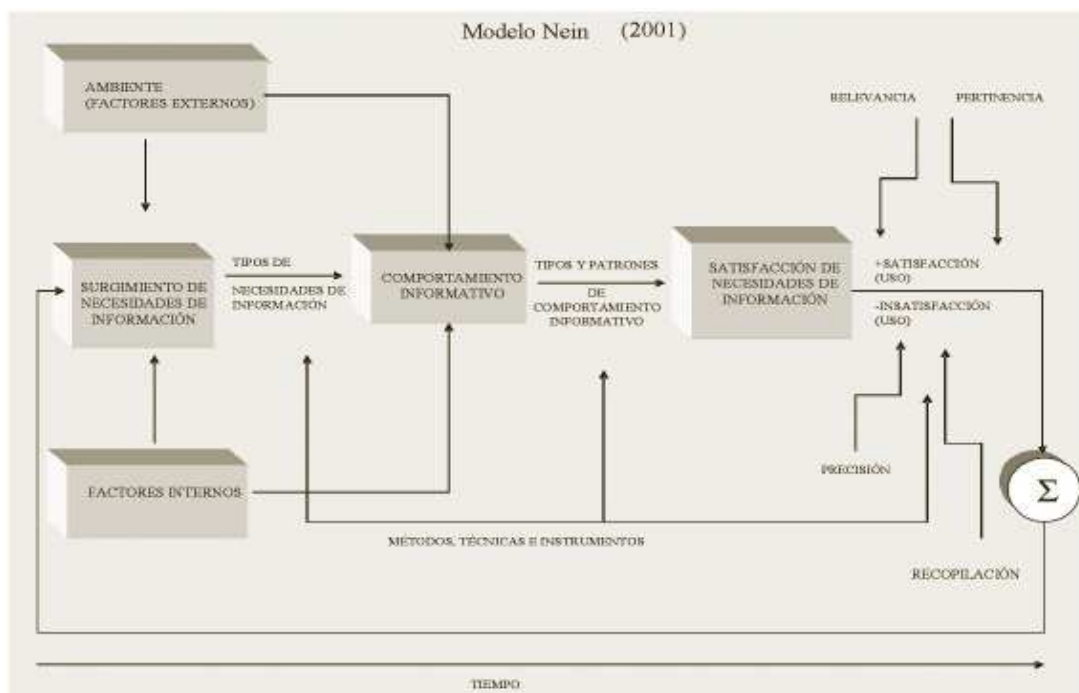 Modelo Nein (2001)
AMBIENTE
(FACTORES EXTERNOS)
RELEVANCIA
PERTINENCIA
SURGIMIENTO DE
NECESIDADES DE
INFORMACIÓN
TIPOS DE
NECESIDADES DE
INFORMACIÓN
COMPORTAMIENTO
INFORMATIVO
TIPOS Y PATRONES
DE
COMPORTAMIENTO
INFORMATIVO
SATISFACCIÓN DE
NECESIDADES DE
INFORMACIÓN
+SATISFACCIÓN
(USO)
-INSATISFACCIÓN
(USO)
FACTORES INTERNOS
PRECISIÓN
Σ
MÉTODOS, TÉCNICAS E INSTRUMENTOS
RECOPILACIÓN
TIEMPO